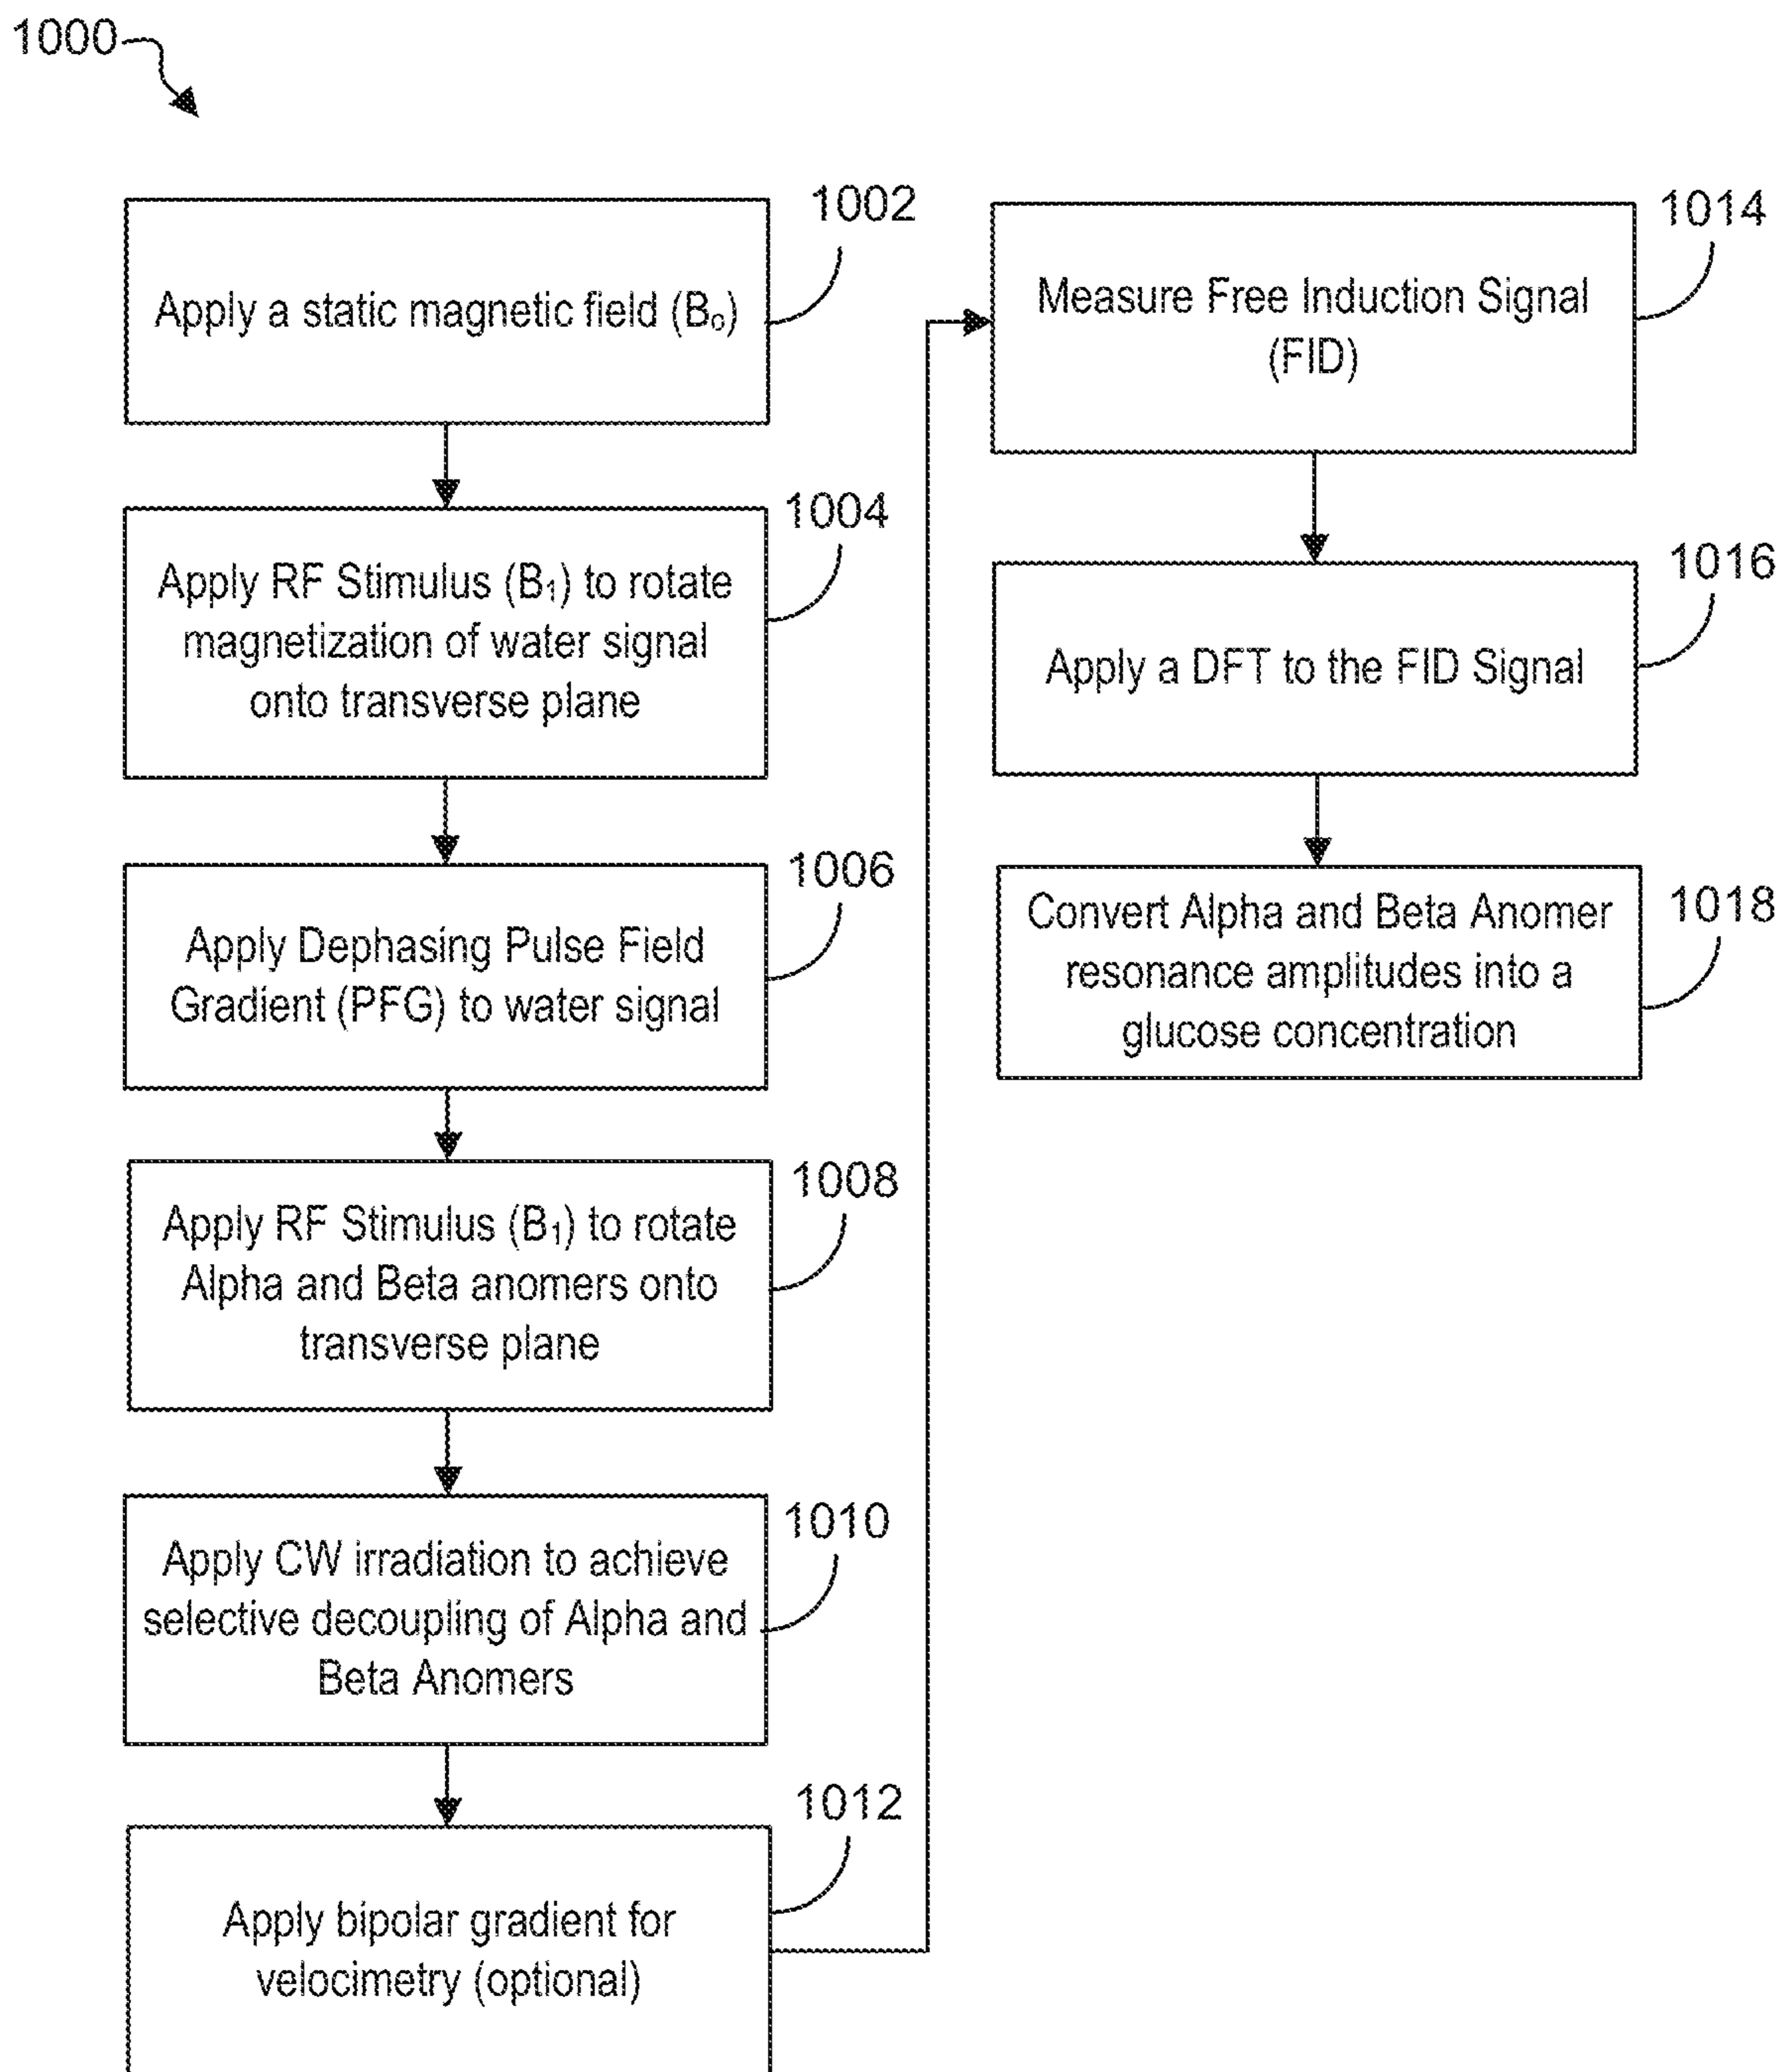 1000
1002
Apply a static magnetic field (B₀)
1004
Apply RF Stimulus (B₁) to rotate
magnetization of water signal
onto transverse plane
1006
Apply Dephasing Pulse Field
Gradient (PFG) to water signal
1008
Apply RF Stimulus (B₁) to rotate
Alpha and Beta anomers onto
transverse plane
1010
Apply CW irradiation to achieve
selective decoupling of Alpha and
Beta Anomers
1012
Apply bipolar gradient for
velocimetry (optional)
1014
Measure Free Induction Signal
(FID)
1016
Apply a DFT to the FID Signal
1018
Convert Alpha and Beta Anomer
resonance amplitudes into a
glucose concentration